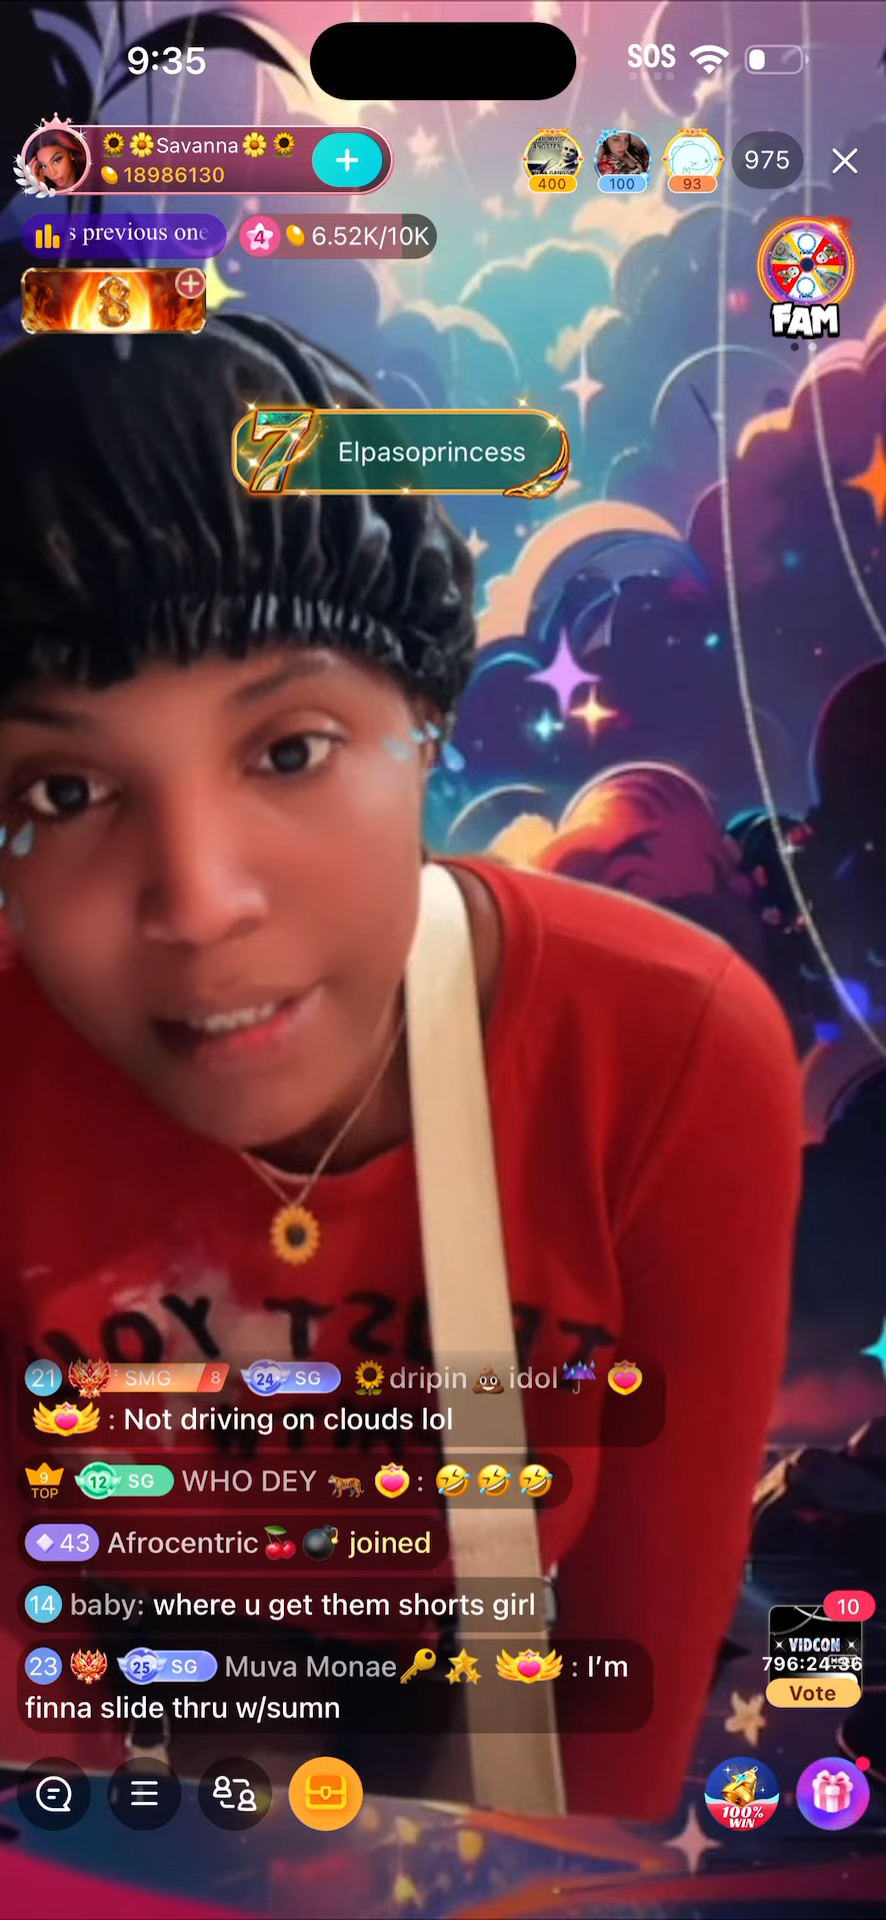 9:35 SOS
🌻🌼Savanna🌼🌻
18986130
400 100 93 975
s previous one
4 6.52K/10K
8
FAM
7 Elpasoprincess
TRUST YOU
21 SMG 8 24 SG 🌻dripin💩idol☔
: Not driving on clouds lol
9 TOP 12 SG WHO DEY 🐅 : 🤣🤣🤣
43 Afrocentric🍒💣 joined
14 baby: where u get them shorts girl
23 25 SG Muva Monae🔑 : I'm
finna slide thru w/sumn
10
VIDCON
796:24:36
Vote
100%
WIN